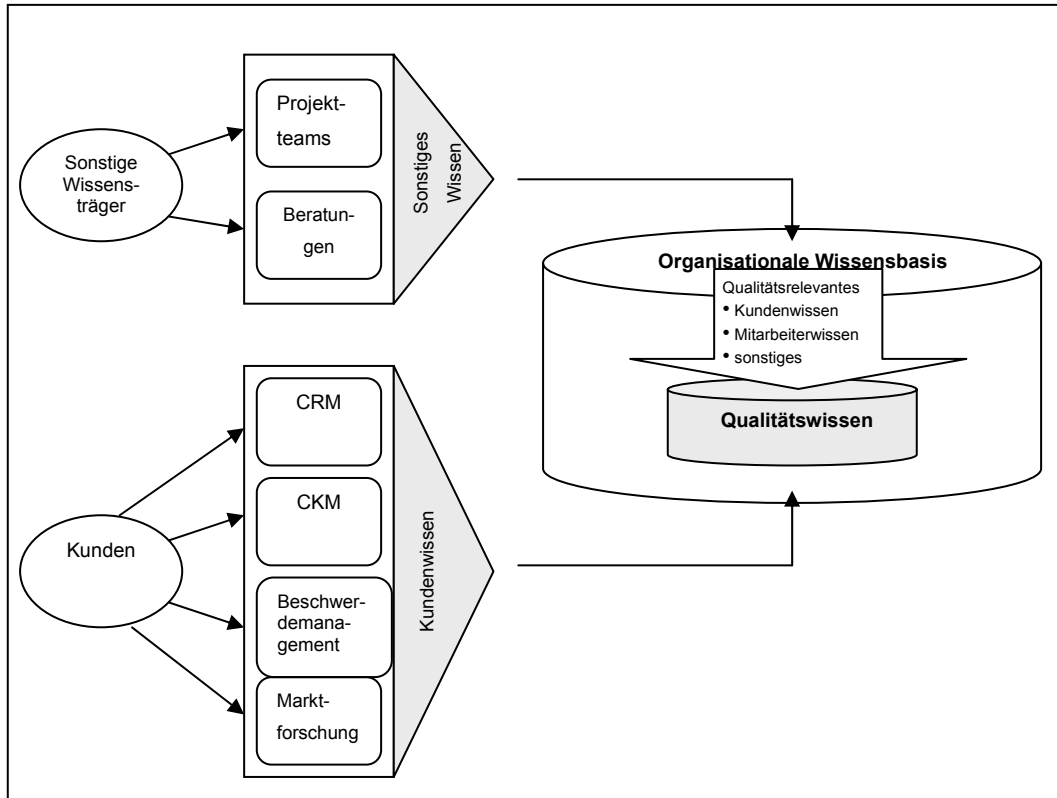 Sonstige
Wissens-
träger
Projekt-
teams
Beratun-
gen
Sonstiges
Wissen
Organisationale Wissensbasis
Qualitätsrelevantes
• Kundenwissen
• Mitarbeiterwissen
• sonstiges
Qualitätswissen
Kunden
CRM
CKM
Beschwer-
demana-
gement
Markt-
forschung
Kundenwissen